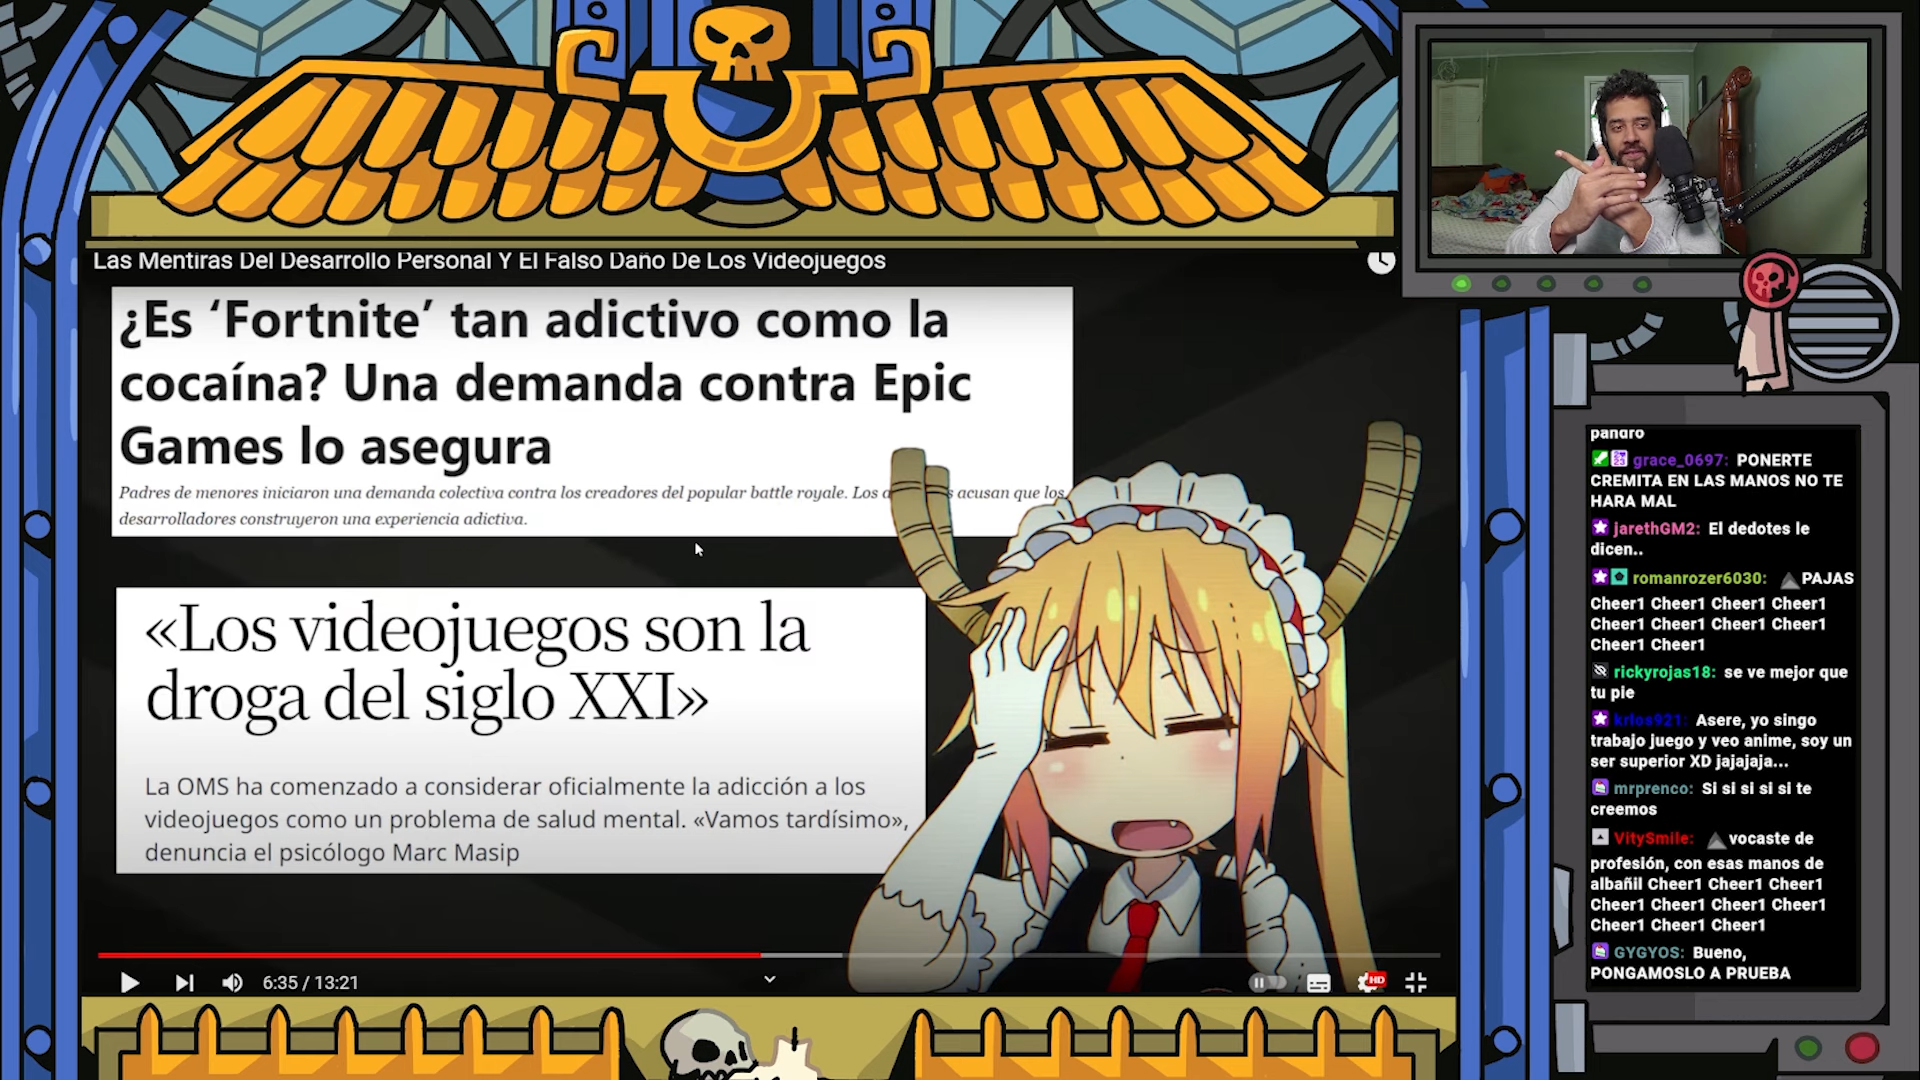 Las Mentiras Del Desarrollo Personal Y El Falso Daño De Los Videojuegos
¿Es ‘Fortnite’ tan adictivo como la
cocaína? Una demanda contra Epic
Games lo asegura
Padres de menores iniciaron una demanda colectiva contra los creadores del popular battle royale. Los acusan que los
desarrolladores construyeron una experiencia adictiva.
«Los videojuegos son la
droga del siglo XXI»
La OMS ha comenzado a considerar oficialmente la adicción a los
videojuegos como un problema de salud mental. «Vamos tardísimo»,
denuncia el psicólogo Marc Masip
6:35 / 13:21
HD
pandro
grace_0697: PONERTE
CREMITA EN LAS MANOS NO TE
HARA MAL
jarethGM2: El dedotes le
dicen..
romanrozer6030: PAJAS
Cheer1 Cheer1 Cheer1 Cheer1
Cheer1 Cheer1 Cheer1 Cheer1
Cheer1 Cheer1
rickyrojas18: se ve mejor que
tu pie
krlos921: Asere, yo singo
trabajo juego y veo anime, soy un
ser superior XD jajajaja...
mrprenco: Si si si si si te
creemos
VitySmile: vocaste de
profesión, con esas manos de
albañil Cheer1 Cheer1 Cheer1
Cheer1 Cheer1 Cheer1 Cheer1
Cheer1 Cheer1 Cheer1
GYGYOS: Bueno,
PONGAMOSLO A PRUEBA